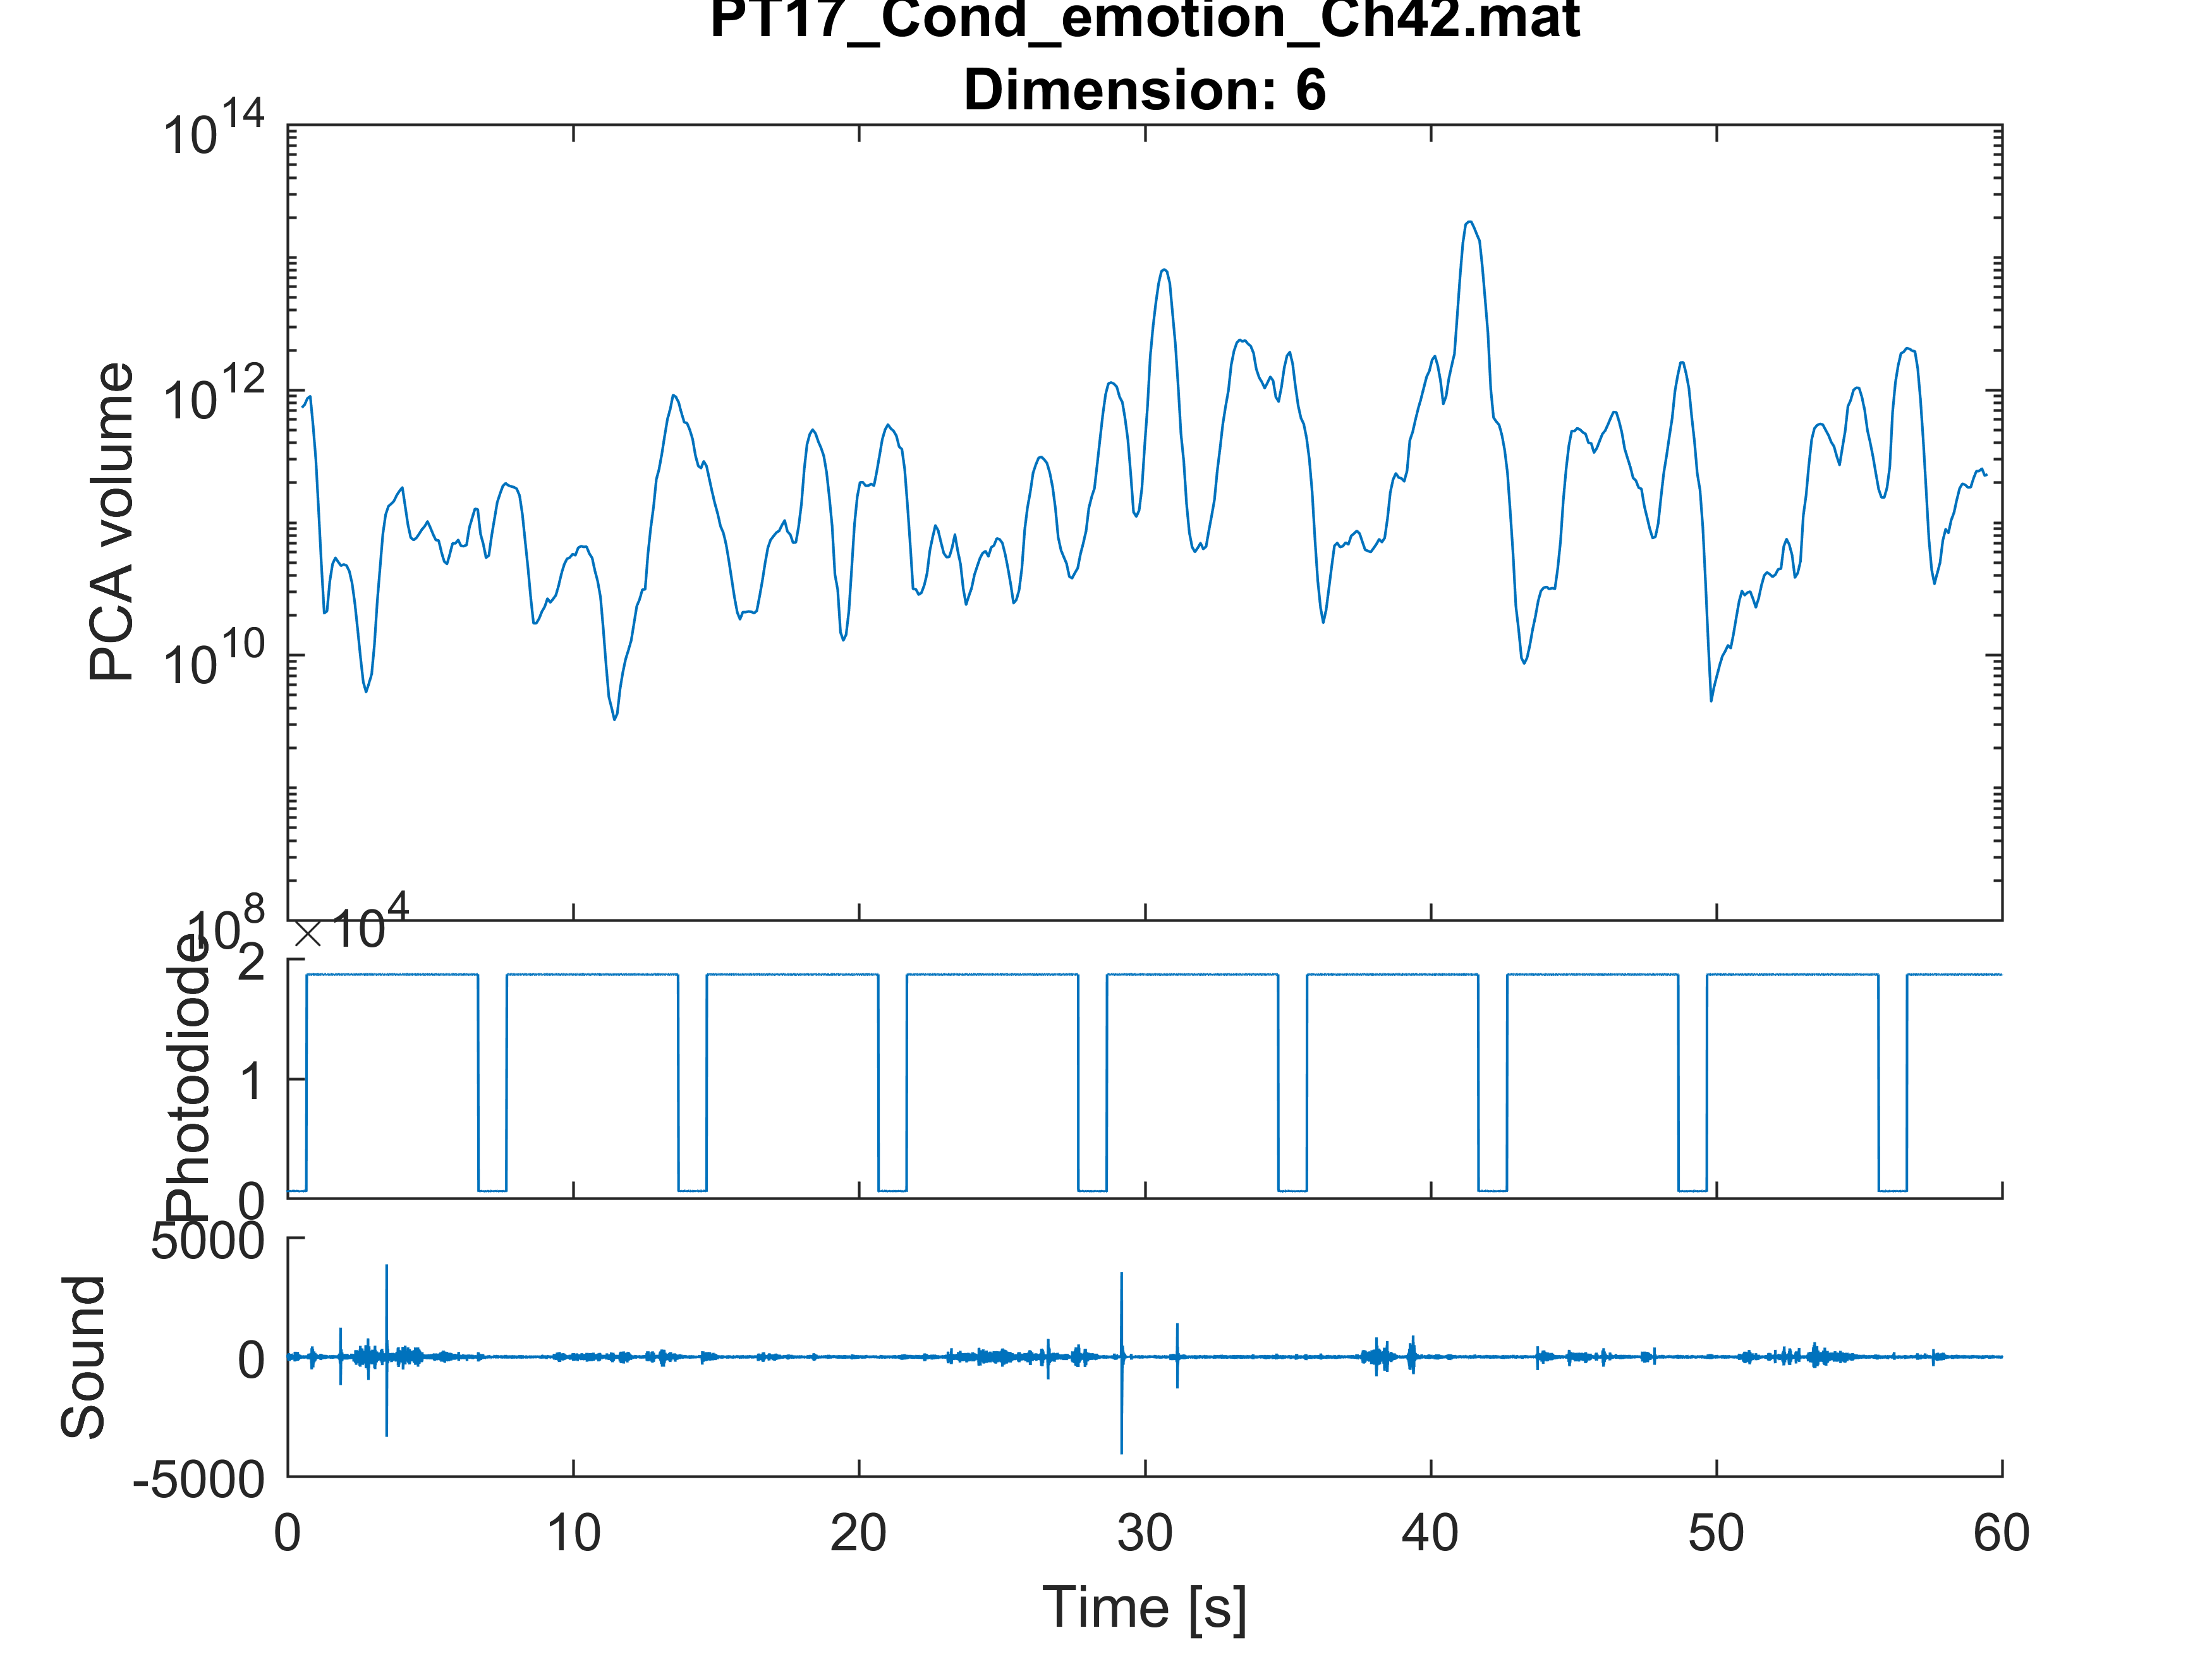 PT17_Cond_emotion_Ch42.mat
Dimension: 6
10^14
10^12
10^10
10^8
PCA volume
× 10^4
2
1
0
Photodiode
5000
0
-5000
Sound
0 10 20 30 40 50 60
Time [s]